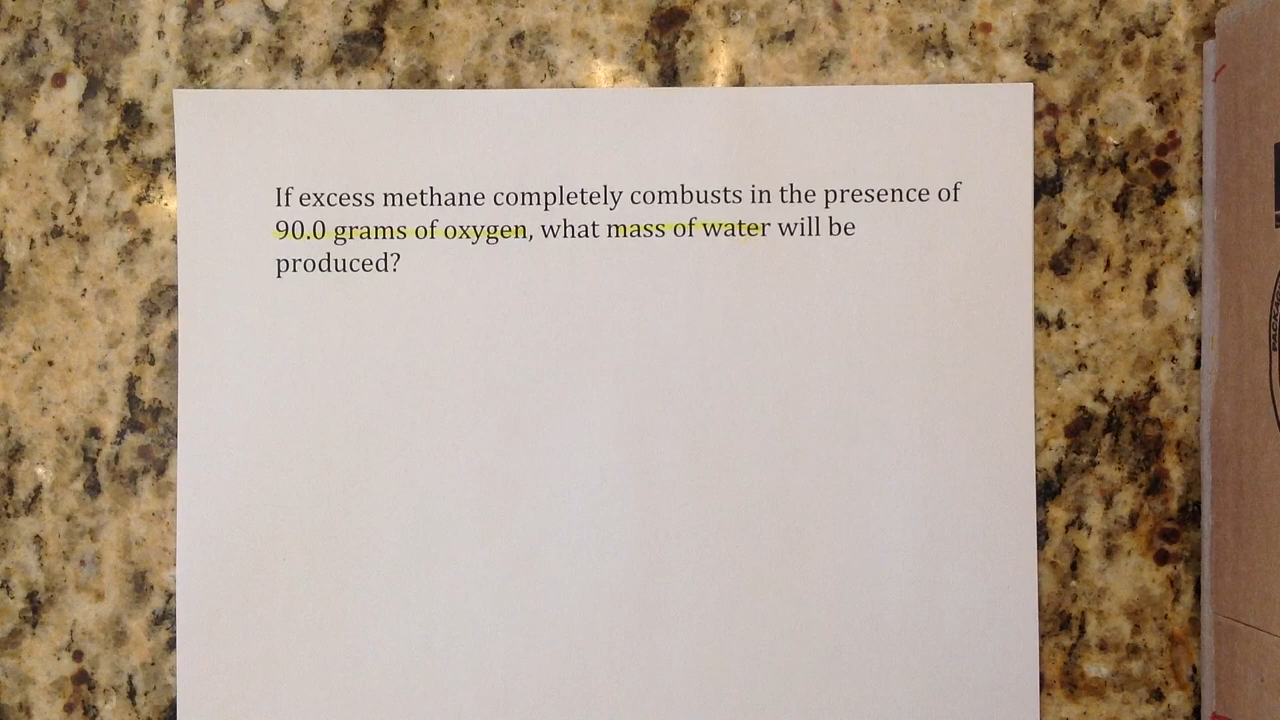 If excess methane completely combusts in the presence of
90.0 grams of oxygen, what mass of water will be
produced?